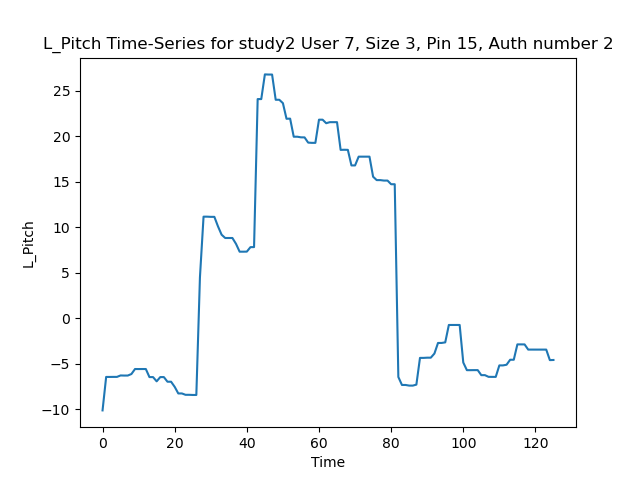 L_Pitch Time-Series for study2 User 7, Size 3, Pin 15, Auth number 2
25
20
15
10
5
0
−5
−10
L_Pitch
0 20 40 60 80 100 120
Time